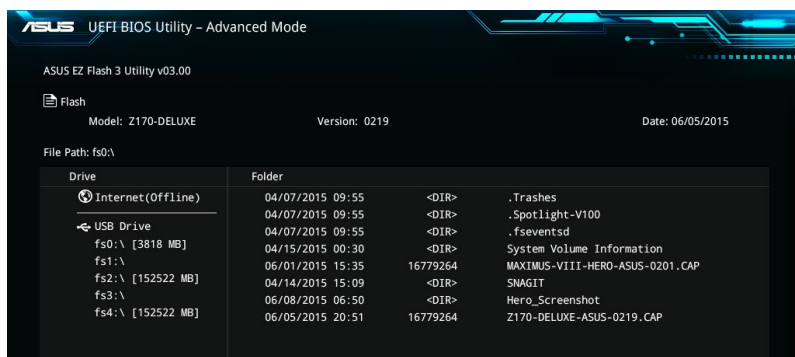 ASUS UEFI BIOS Utility – Advanced Mode
ASUS EZ Flash 3 Utility v03.00
Flash
Model: Z170-DELUXE Version: 0219 Date: 06/05/2015
File Path: fs0:\
Drive Folder
Internet(Offline) 04/07/2015 09:55 <DIR> .Trashes
04/07/2015 09:55 <DIR> .Spotlight-V100
USB Drive 04/07/2015 09:55 <DIR> .fseventsd
fs0:\ [3818 MB] 04/15/2015 00:30 <DIR> System Volume Information
fs1:\ 06/01/2015 15:35 16779264 MAXIMUS-VIII-HERO-ASUS-0201.CAP
fs2:\ [152522 MB] 04/14/2015 15:09 <DIR> SNAGIT
fs3:\ 06/08/2015 06:50 <DIR> Hero_Screenshot
fs4:\ [152522 MB] 06/05/2015 20:51 16779264 Z170-DELUXE-ASUS-0219.CAP